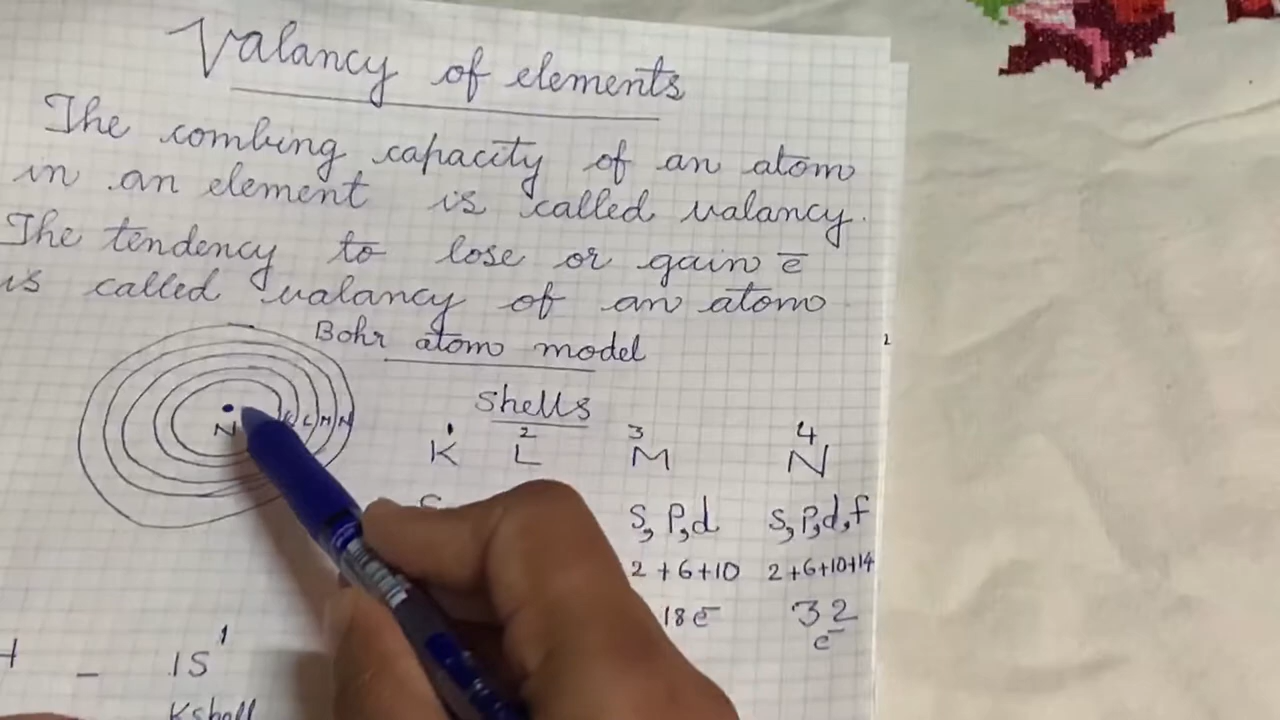 Valancy of elements
The combing capacity of an atom
in an element is called valancy.
The tendency to lose or gain e̅
is called valancy of an atom
Bohr atom model
Shells
1 2 3 4
K L M N
N K L M N
S S, P, d S, P, d, f
2+6+10 2+6+10+14
18 e̅ 32
e̅
H - 1S¹
K shell